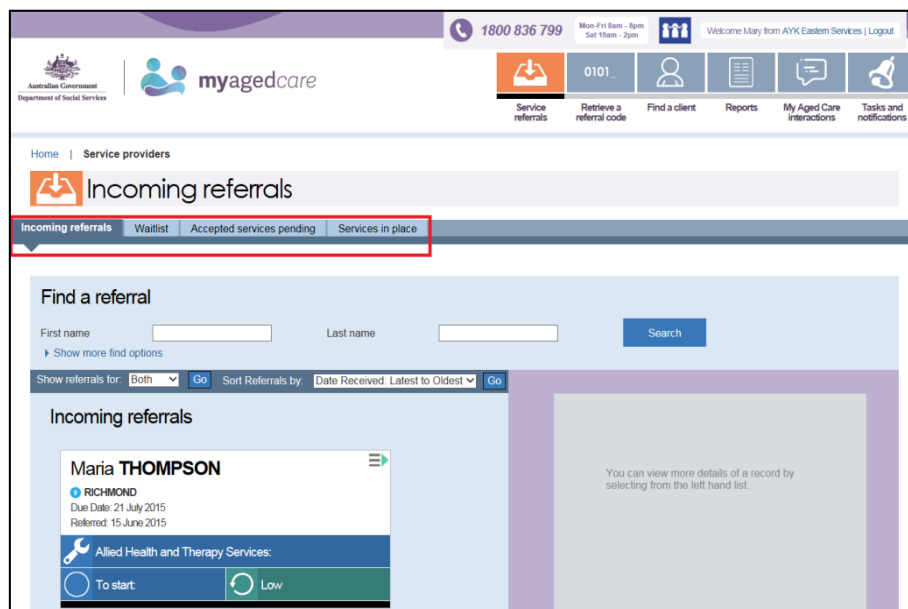 1800 836 799
Mon-Fri 8am - 8pm
Sat 10am - 2pm
Welcome Mary from AYK Eastern Services | Logout
Australian Government
Department of Social Services
myagedcare
0101_
Service referrals
Retrieve a referral code
Find a client
Reports
My Aged Care interactions
Tasks and notifications
Home | Service providers
Incoming referrals
Incoming referrals Waitlist Accepted services pending Services in place
Find a referral
First name Last name Search
Show more find options
Show referrals for: Both Go Sort Referrals by: Date Received: Latest to Oldest Go
Incoming referrals
Maria THOMPSON
RICHMOND
Due Date: 21 July 2015
Referred: 15 June 2015
Allied Health and Therapy Services:
To start: Low
You can view more details of a record by
selecting from the left hand list.